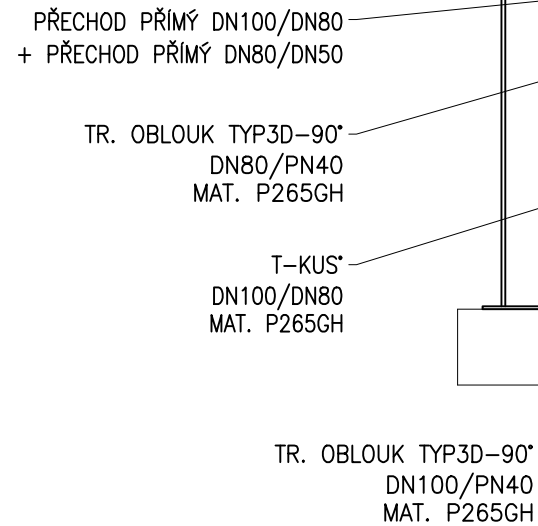 PŘECHOD PŘÍMÝ DN100/DN80
+ PŘECHOD PŘÍMÝ DN80/DN50
TR. OBLOUK TYP3D-90°
DN80/PN40
MAT. P265GH
T-KUS°
DN100/DN80
MAT. P265GH
TR. OBLOUK TYP3D-90°
DN100/PN40
MAT. P265GH